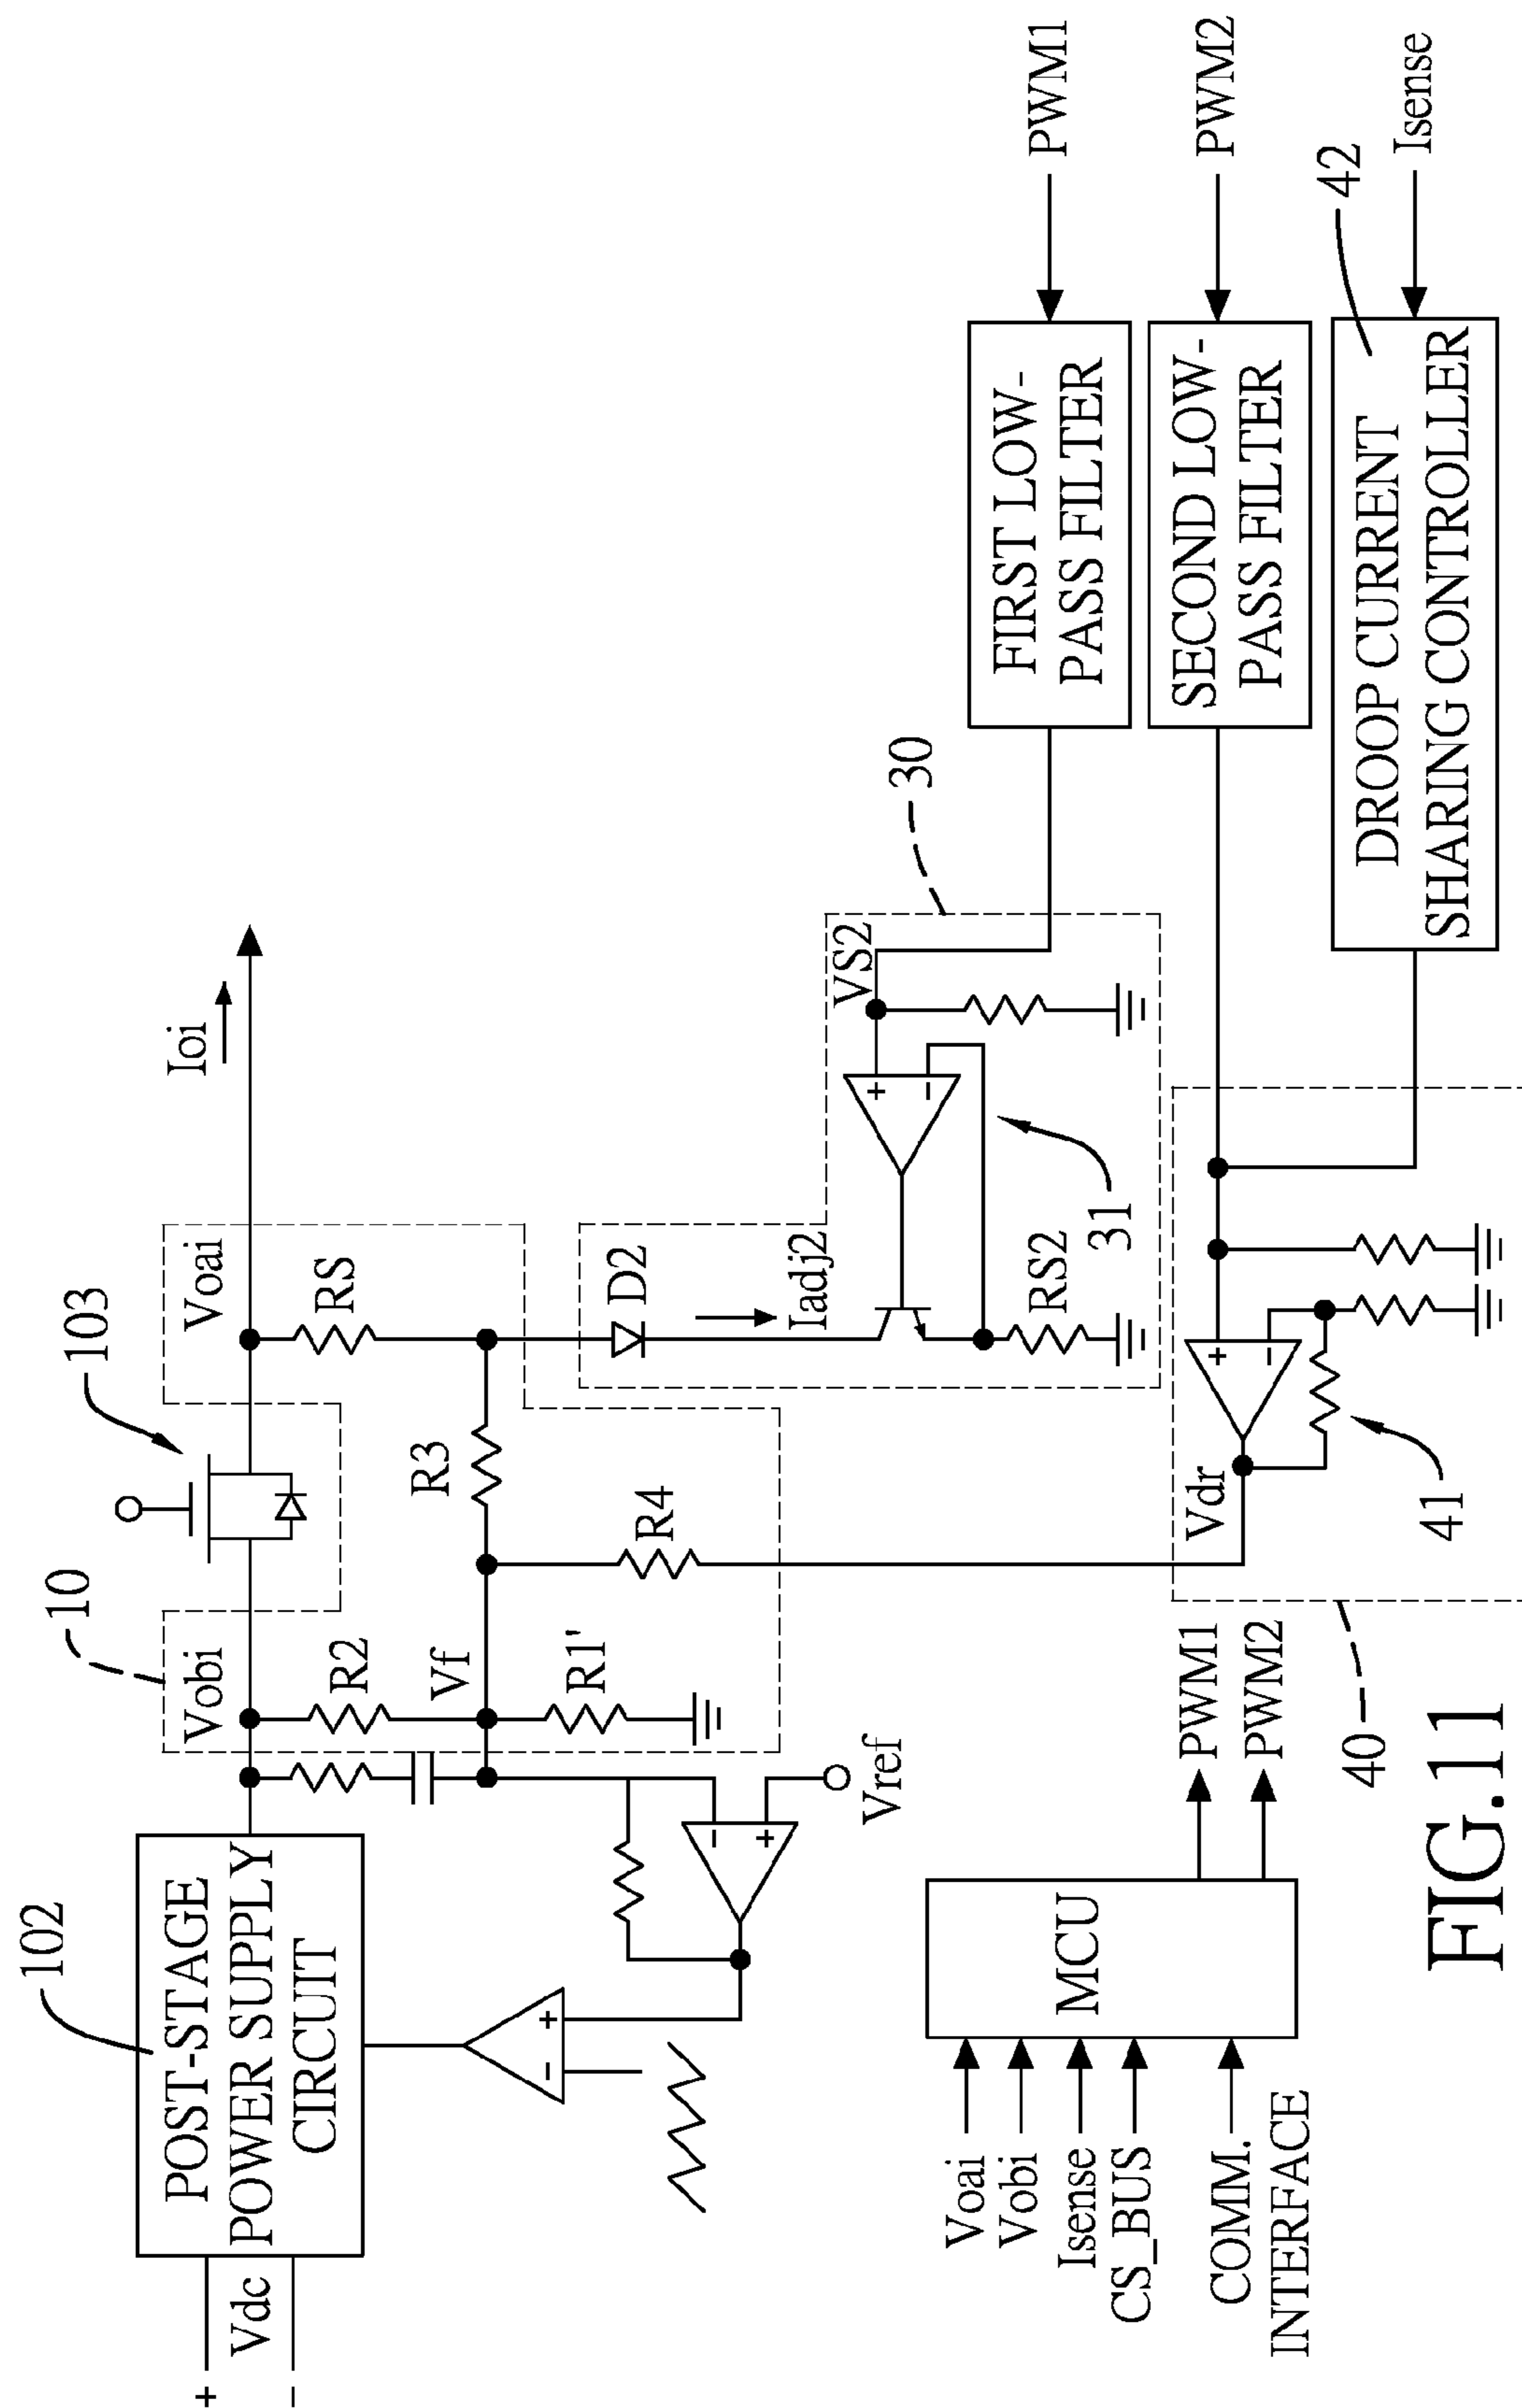 +
Vdc
−
102
POST-STAGE
POWER SUPPLY
CIRCUIT
10
Vobi
103
Voai
Ioi
R2
Vf
R1'
R3
RS
R4
Vref
−
+
+
−
D2
Iadj2
RS2
31
VS2
+
−
30
FIRST LOW-
PASS FILTER
PWM1
SECOND LOW-
PASS FILTER
PWM2
DROOP CURRENT
SHARING CONTROLLER
42
Isense
Vdr
+
−
41
40
Voai
Vobi
Isense
CS_BUS
COMM.
INTERFACE
MCU
PWM1
PWM2
FIG.11